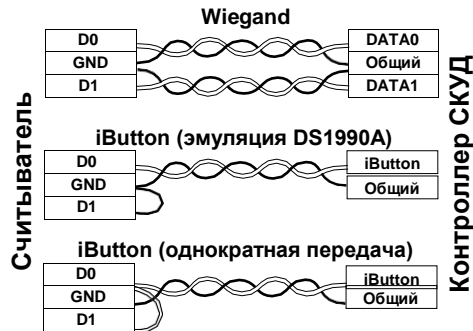 Wiegand
D0
GND
D1
DATA0
Общий
DATA1
iButton (эмуляция DS1990A)
D0
GND
D1
iButton
Общий
iButton (однократная передача)
D0
GND
D1
iButton
Общий
Считыватель
Контроллер СКУД